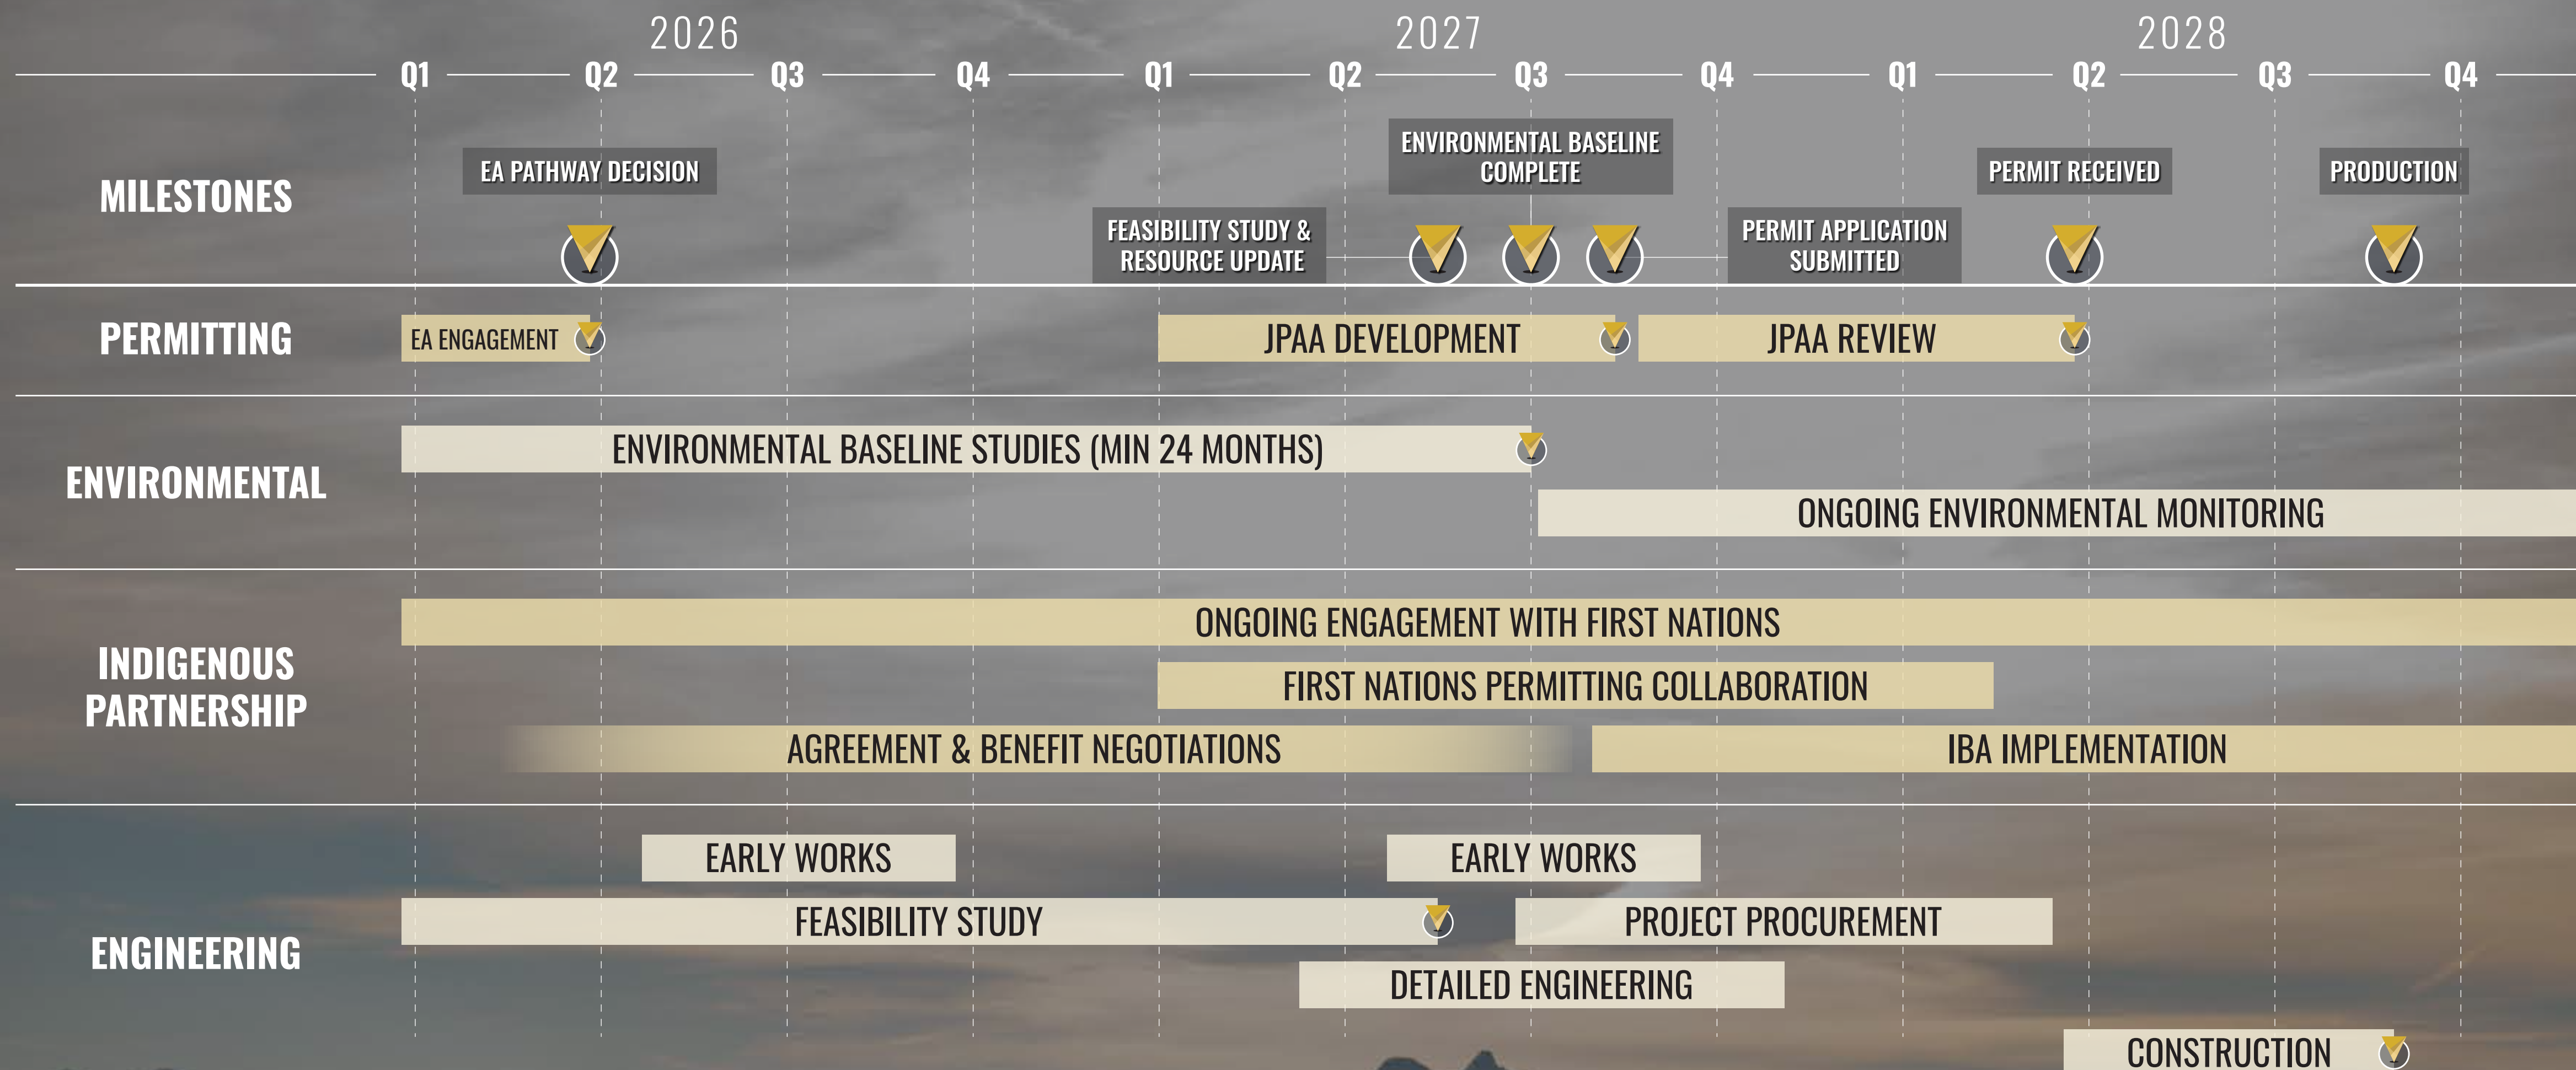 2026 2027 2028
Q1 Q2 Q3 Q4 Q1 Q2 Q3 Q4 Q1 Q2 Q3 Q4
MILESTONES
EA PATHWAY DECISION
FEASIBILITY STUDY &
RESOURCE UPDATE
ENVIRONMENTAL BASELINE
COMPLETE
PERMIT APPLICATION
SUBMITTED
PERMIT RECEIVED
PRODUCTION
PERMITTING
EA ENGAGEMENT
JPAA DEVELOPMENT
JPAA REVIEW
ENVIRONMENTAL
ENVIRONMENTAL BASELINE STUDIES (MIN 24 MONTHS)
ONGOING ENVIRONMENTAL MONITORING
INDIGENOUS
PARTNERSHIP
ONGOING ENGAGEMENT WITH FIRST NATIONS
FIRST NATIONS PERMITTING COLLABORATION
AGREEMENT & BENEFIT NEGOTIATIONS
IBA IMPLEMENTATION
ENGINEERING
EARLY WORKS
EARLY WORKS
FEASIBILITY STUDY
PROJECT PROCUREMENT
DETAILED ENGINEERING
CONSTRUCTION